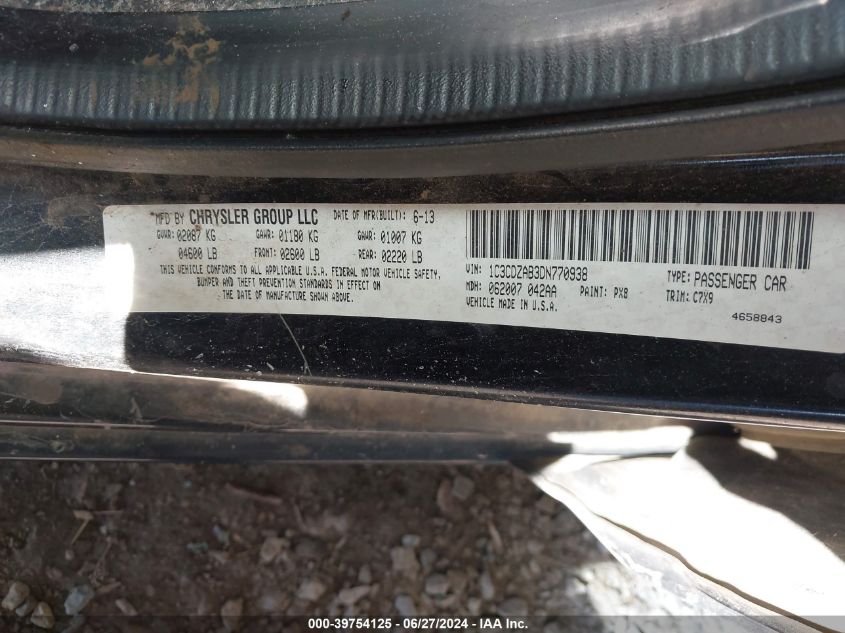 MFD BY CHRYSLER GROUP LLC DATE OF MFR(BUILT): 6-13
GVWR: 02087 KG GAWR: 01180 KG GAWR: 01007 KG
04600 LB FRONT: 02600 LB REAR: 02220 LB
THIS VEHICLE CONFORMS TO ALL APPLICABLE U.S.A. FEDERAL MOTOR VEHICLE SAFETY,
BUMPER AND THEFT PREVENTION STANDARDS IN EFFECT ON
THE DATE OF MANUFACTURE SHOWN ABOVE.
VIN: 1C3CDZAB3DN770938 TYPE: PASSENGER CAR
MDH: 062007 042AA PAINT: PX8 TRIM: C7X9
VEHICLE MADE IN U.S.A.
4658843
000-39754125 - 06/27/2024 - IAA Inc.